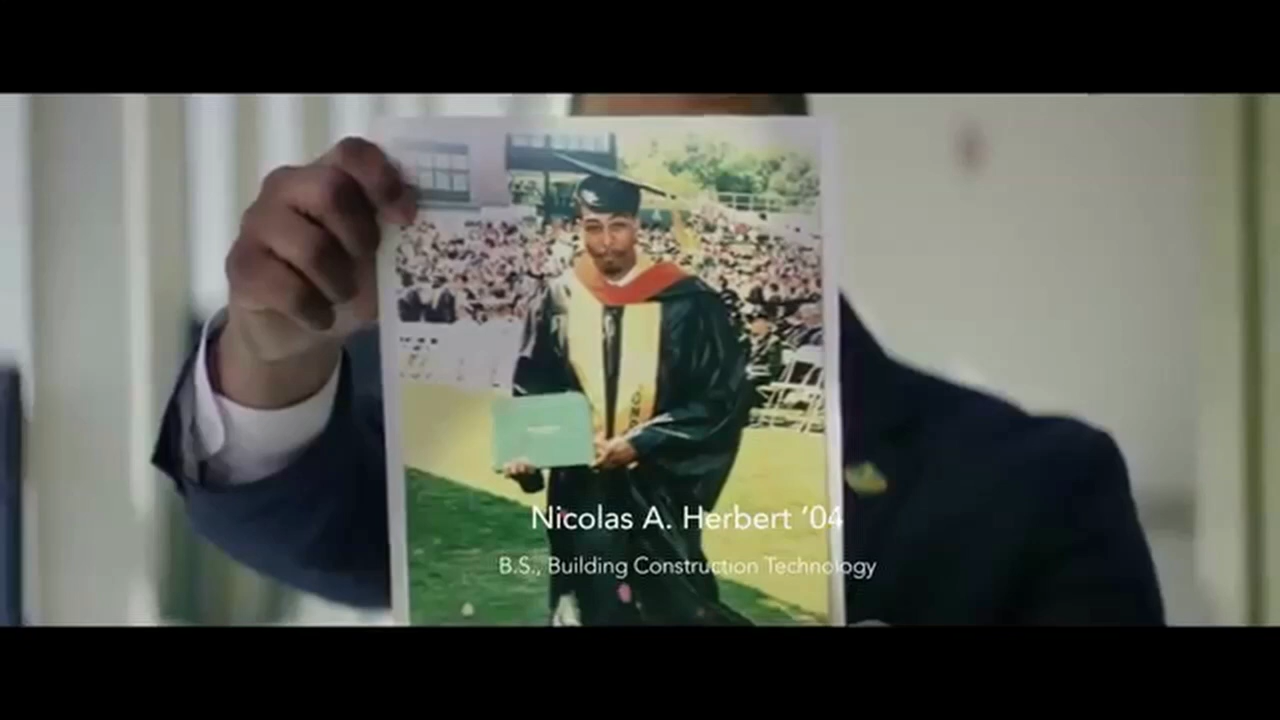 Nicolas A. Herbert ‘04
B.S., Building Construction Technology